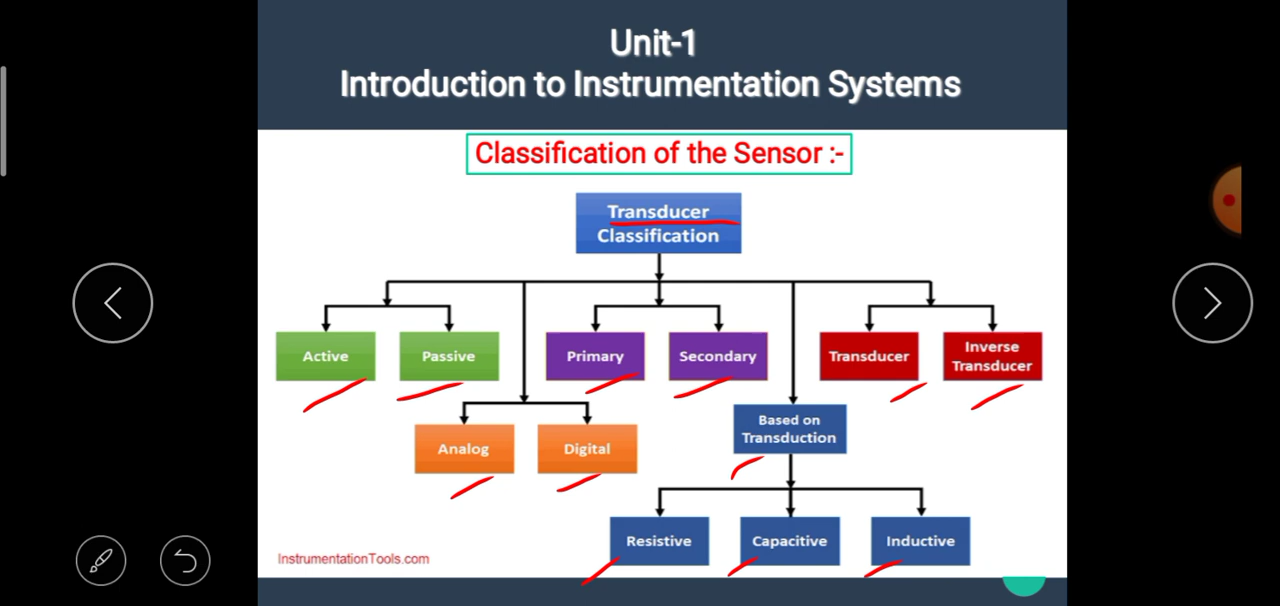 Unit-1
Introduction to Instrumentation Systems
Classification of the Sensor :-
Transducer
Classification
Active
Passive
Primary
Secondary
Transducer
Inverse
Transducer
Analog
Digital
Based on
Transduction
Resistive
Capacitive
Inductive
InstrumentationTools.com